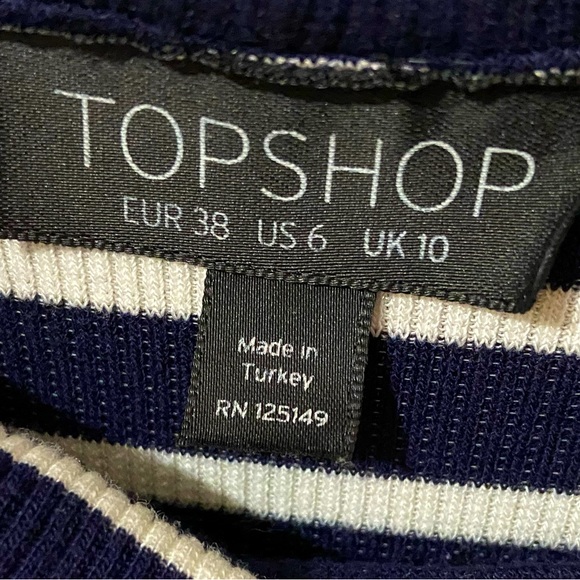 TOPSHOP
EUR 38 US 6 UK 10
Made in
Turkey
RN 125149